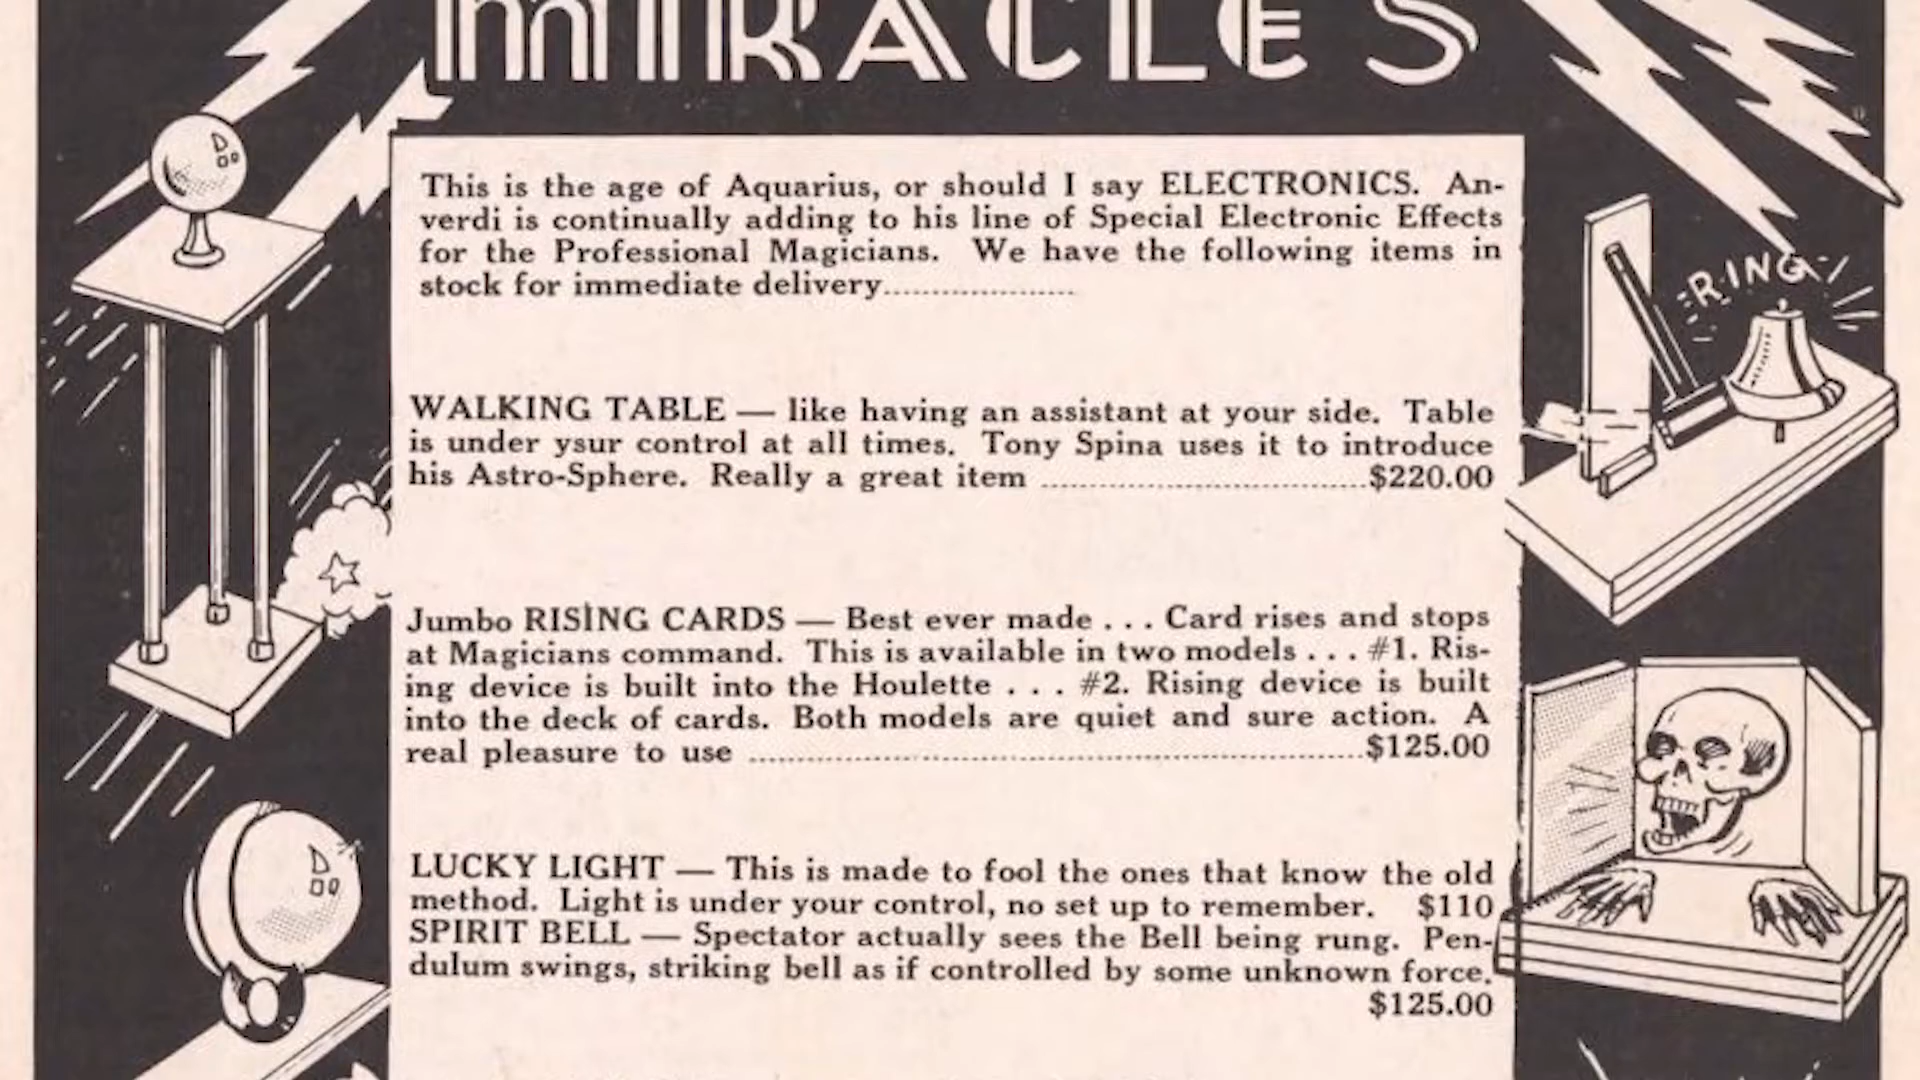 MIRACLES
This is the age of Aquarius, or should I say ELECTRONICS. An-
verdi is continually adding to his line of Special Electronic Effects
for the Professional Magicians. We have the following items in
stock for immediate delivery...................
WALKING TABLE — like having an assistant at your side. Table
is under ysur control at all times. Tony Spina uses it to introduce
his Astro-Sphere. Really a great item ................................$220.00
Jumbo RISING CARDS — Best ever made . . . Card rises and stops
at Magicians command. This is available in two models . . . #1. Ris-
ing device is built into the Houlette . . . #2. Rising device is built
into the deck of cards. Both models are quiet and sure action. A
real pleasure to use .............................................................$125.00
LUCKY LIGHT — This is made to fool the ones that know the old
method. Light is under your control, no set up to remember. $110
SPIRIT BELL — Spectator actually sees the Bell being rung. Pen-
dulum swings, striking bell as if controlled by some unknown force.
$125.00
RING